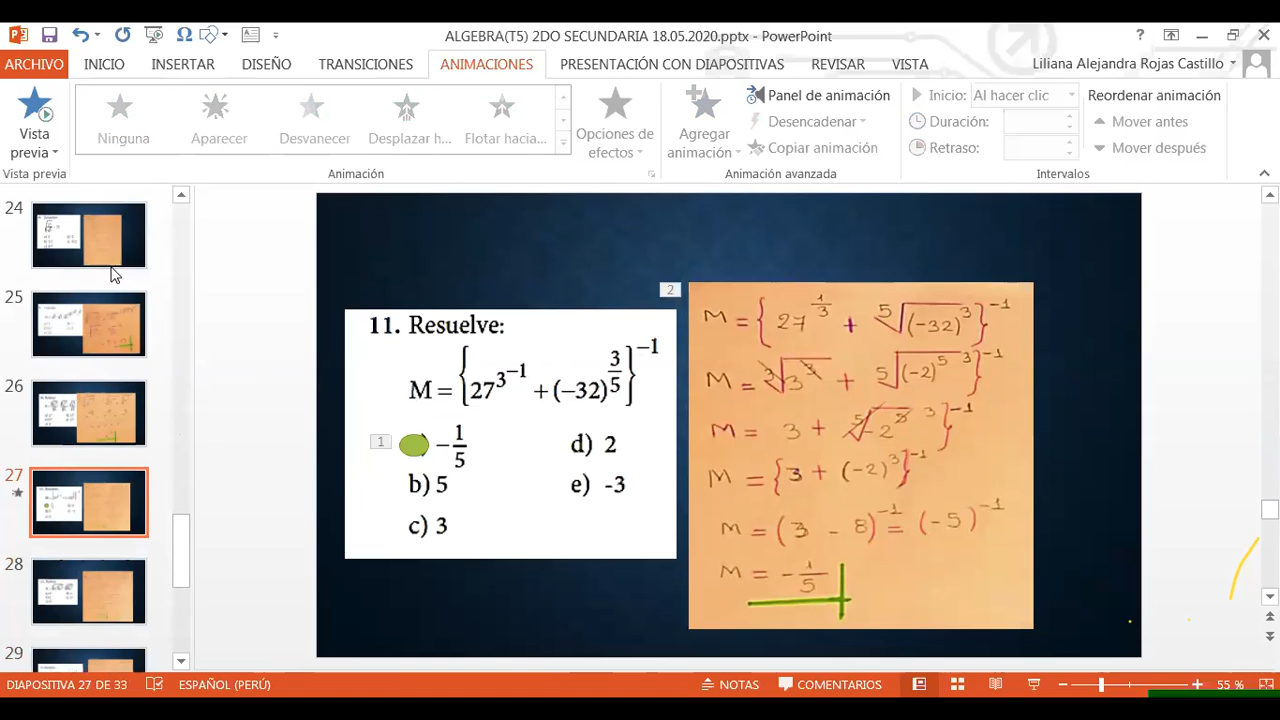 ALGEBRA(T5) 2DO SECUNDARIA 18.05.2020.pptx - PowerPoint
ARCHIVO INICIO INSERTAR DISEÑO TRANSICIONES ANIMACIONES PRESENTACIÓN CON DIAPOSITIVAS REVISAR VISTA Liliana Alejandra Rojas Castillo
Vista previa
Ninguna Aparecer Desvanecer Desplaz h... Flotar hacia...
Opciones de efectos
Agregar animación
Panel de animación
Desencadenar
Copiar animación
Inicio: Al hacer clic
Duración:
Retraso:
Reordenar animación
Mover antes
Mover después
Vista previa Animación Animación avanzada Intervalos
24
25
26
27
28
29
11. Resuelve:
M = {27^{3^{-1}} + (-32)^{3/5}}^{-1}
1 ) -1/5
b) 5
c) 3
d) 2
e) -3
2
M = {27^{1/3} + ⁵√(-32)^3}^{-1}
M = ³√3^3 + ⁵√(-2)^{5 3}}^{-1}
M = 3 + ⁵√-2^{5 3}}^{-1}
M = {3 + (-2)^3}^{-1}
M = (3 - 8)^{-1} = (-5)^{-1}
M = -1/5
DIAPOSITIVA 27 DE 33 ESPAÑOL (PERÚ) NOTAS COMENTARIOS 55 %